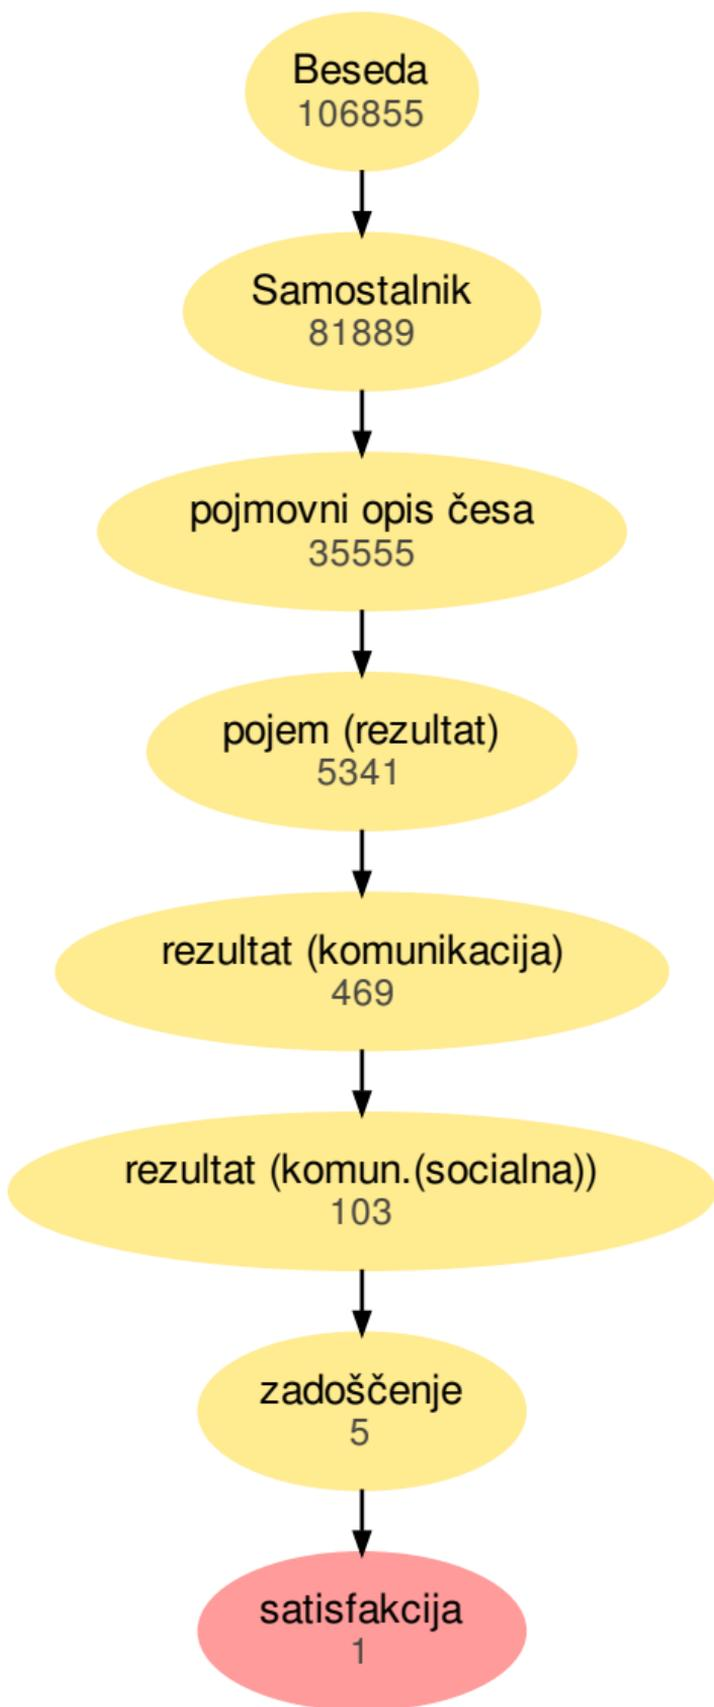 Beseda
106855
Samostalnik
81889
pojmovni opis česa
35555
pojem (rezultat)
5341
rezultat (komunikacija)
469
rezultat (komun.(socialna))
103
zadoščenje
5
satisfakcija
1